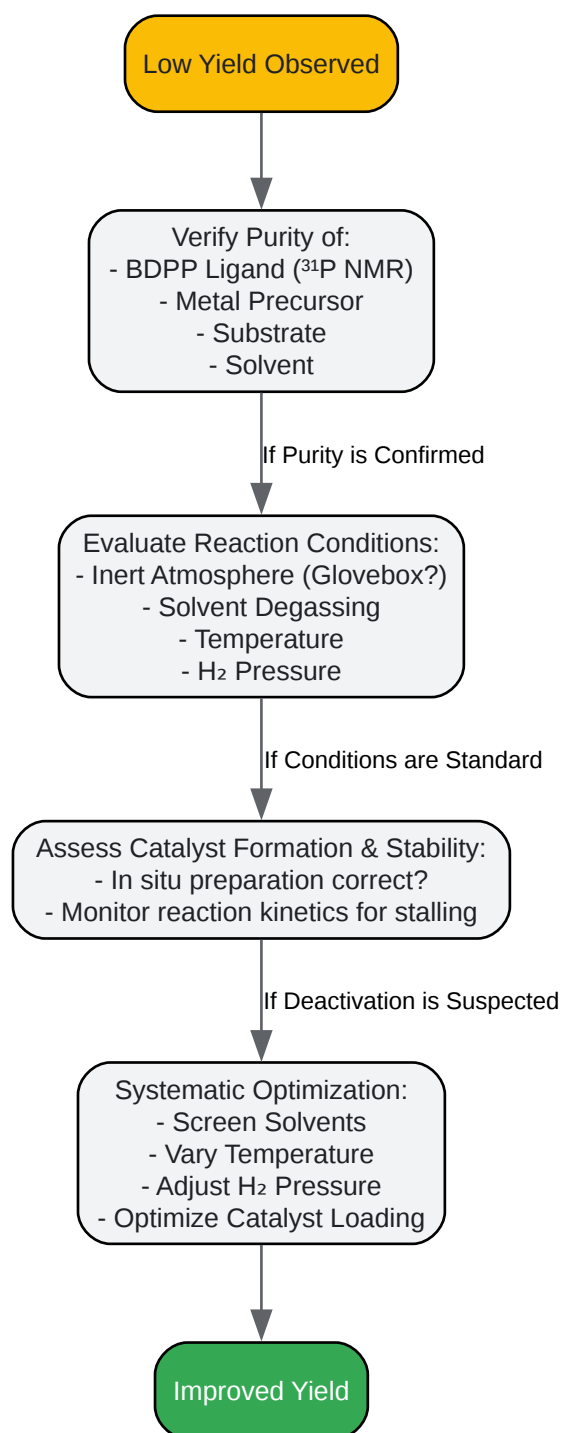 Low Yield Observed
Verify Purity of:
- BDPP Ligand (³¹P NMR)
- Metal Precursor
- Substrate
- Solvent
If Purity is Confirmed
Evaluate Reaction Conditions:
- Inert Atmosphere (Glovebox?)
- Solvent Degassing
- Temperature
- H₂ Pressure
If Conditions are Standard
Assess Catalyst Formation & Stability:
- In situ preparation correct?
- Monitor reaction kinetics for stalling
If Deactivation is Suspected
Systematic Optimization:
- Screen Solvents
- Vary Temperature
- Adjust H₂ Pressure
- Optimize Catalyst Loading
Improved Yield